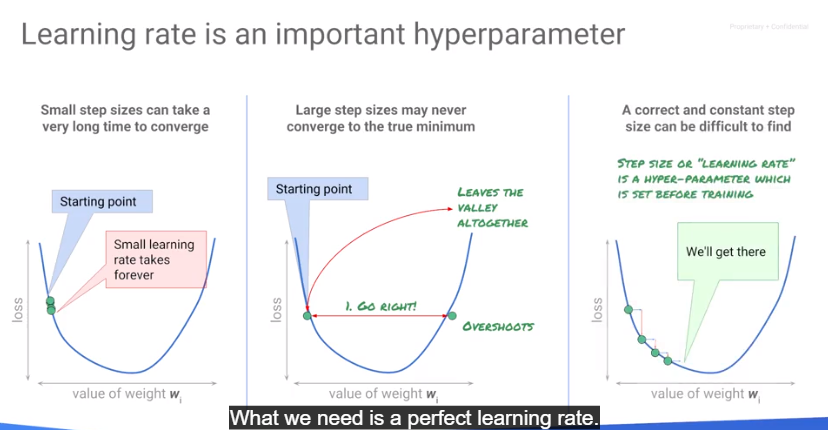 Proprietary + Confidential
Learning rate is an important hyperparameter
Small step sizes can take a
very long time to converge
Starting point
Small learning
rate takes
forever
loss
value of weight wi
Large step sizes may never
converge to the true minimum
Starting point
LEAVES THE
VALLEY
ALTOGETHER
1. GO RIGHT!
OVERSHOOTS
loss
value of weight wi
A correct and constant step
size can be difficult to find
STEP SIZE OR "LEARNING RATE"
IS A HYPER-PARAMETER WHICH
IS SET BEFORE TRAINING
We'll get there
loss
value of weight wi
What we need is a perfect learning rate.